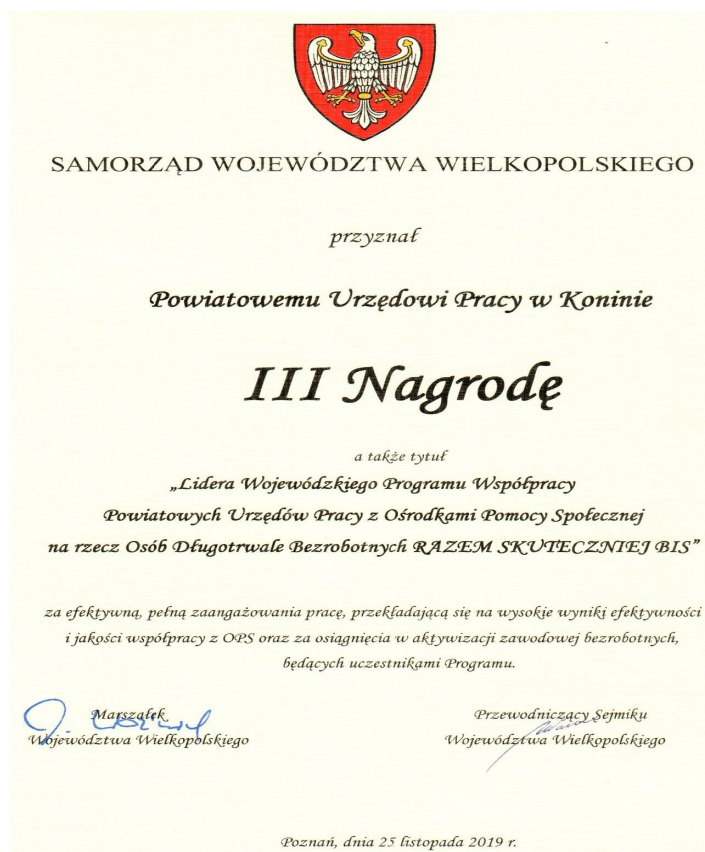 SAMORZĄD WOJEWÓDZTWA WIELKOPOLSKIEGO
przyznał
Powiatowemu Urzędowi Pracy w Koninie
III Nagrodę
a także tytuł
„Lidera Wojewódzkiego Programu Współpracy
Powiatowych Urzędów Pracy z Ośrodkami Pomocy Społecznej
na rzecz Osób Długotrwale Bezrobotnych RAZEM SKUTECZNIEJ BIS”
za efektywną, pełną zaangażowania pracę, przekładającą się na wysokie wyniki efektywności
i jakości współpracy z OPS oraz za osiągnięcia w aktywizacji zawodowej bezrobotnych,
będących uczestnikami Programu.
Marszałek
Województwa Wielkopolskiego
Przewodniczący Sejmiku
Województwa Wielkopolskiego
Poznań, dnia 25 listopada 2019 r.